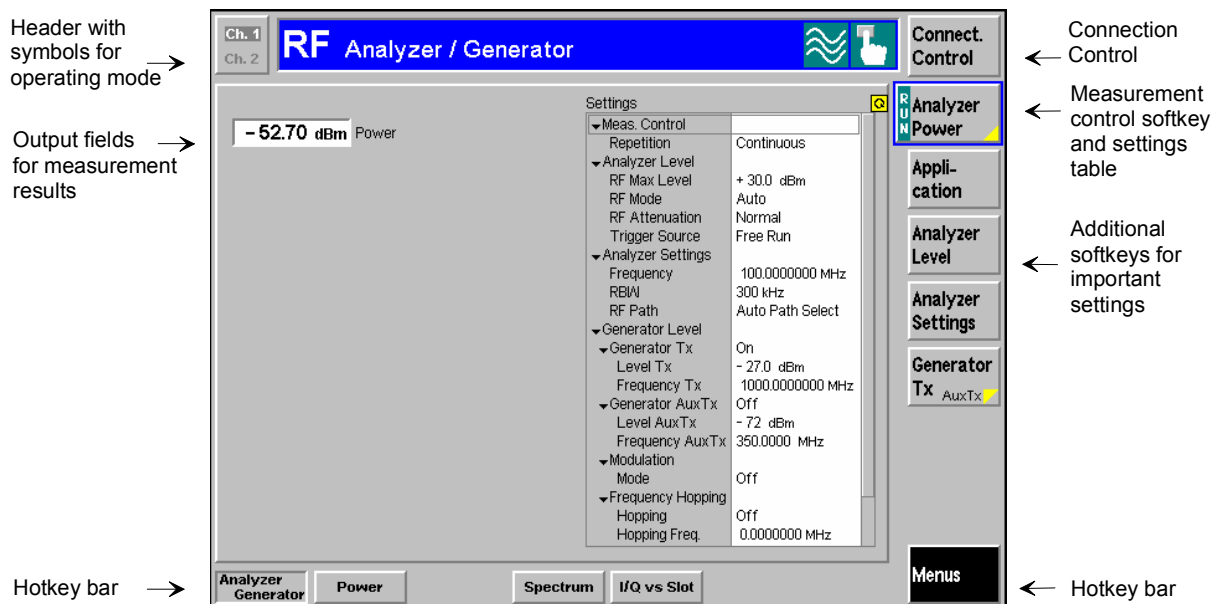 Header with
symbols for
operating mode
Ch. 1
Ch. 2
RF Analyzer / Generator
Connect.
Control
Connection
Control
Output fields
for measurement
results
- 52.70 dBm Power
Settings
Meas. Control
Repetition Continuous
Analyzer Level
RF Max Level + 30.0 dBm
RF Mode Auto
RF Attenuation Normal
Trigger Source Free Run
Analyzer Settings
Frequency 100.0000000 MHz
RBW 300 kHz
RF Path Auto Path Select
Generator Level
Generator Tx On
Level Tx - 27.0 dBm
Frequency Tx 1000.0000000 MHz
Generator AuxTx Off
Level AuxTx - 72 dBm
Frequency AuxTx 350.0000 MHz
Modulation
Mode Off
Frequency Hopping
Hopping Off
Hopping Freq. 0.0000000 MHz
RUN
Analyzer
Power
Appli-
cation
Analyzer
Level
Analyzer
Settings
Generator
Tx AuxTx
Measurement
control softkey
and settings
table
Additional
softkeys for
important
settings
Hotkey bar
Analyzer
Generator
Power
Spectrum
I/Q vs Slot
Menus
Hotkey bar